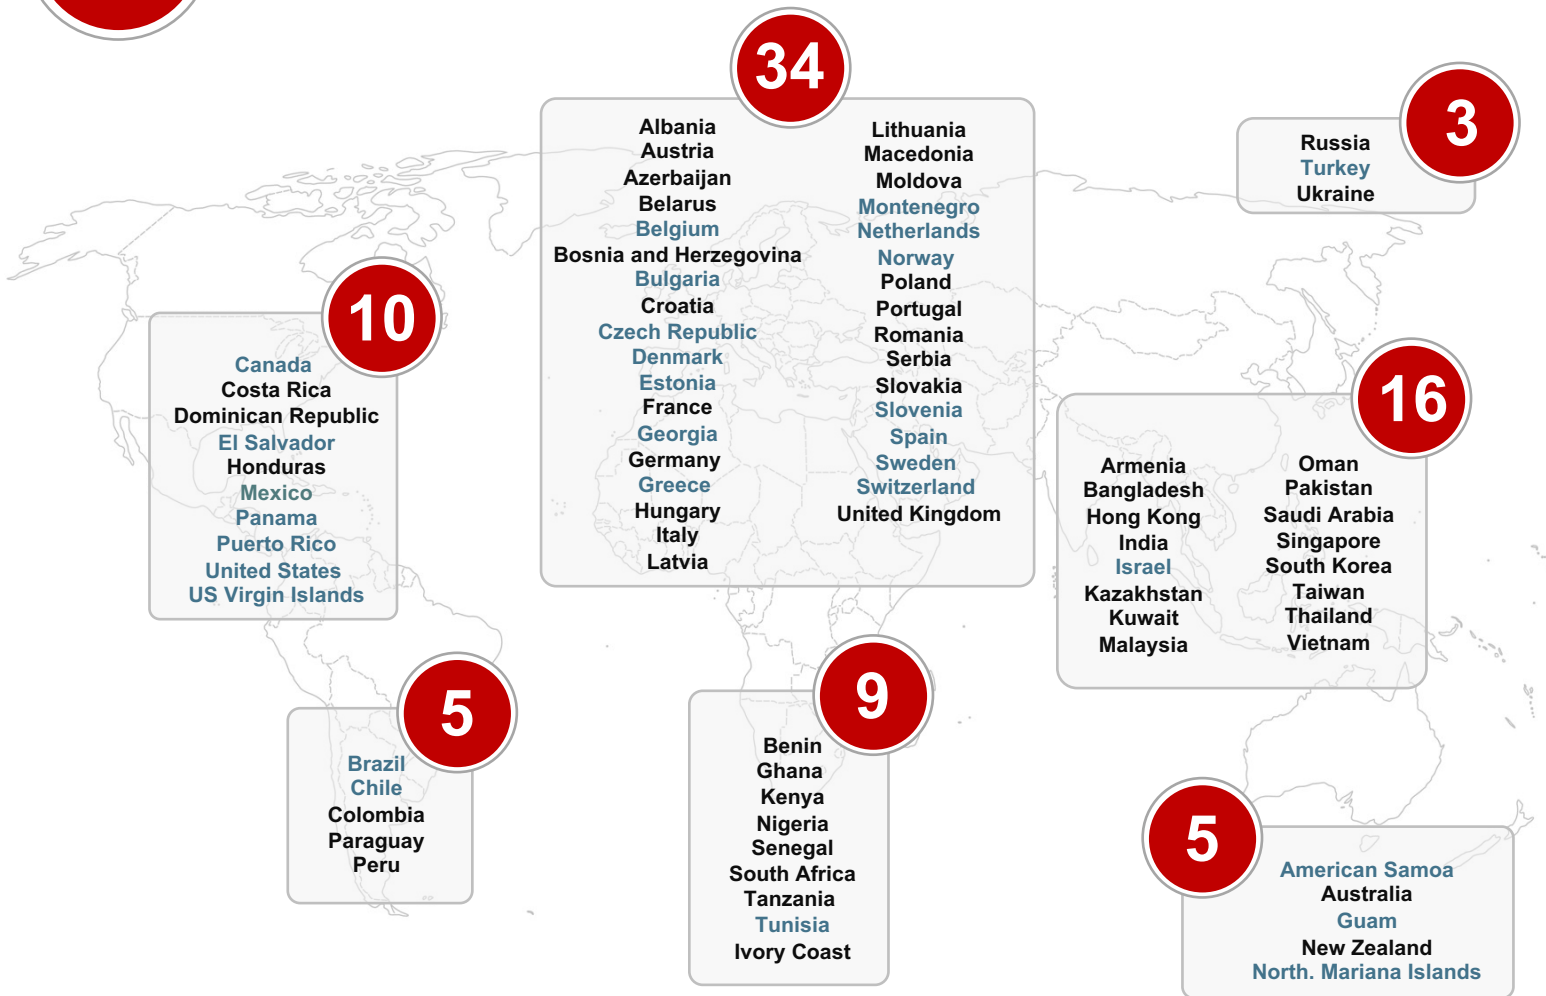 34
Albania
Austria
Azerbaijan
Belarus
Belgium
Bosnia and Herzegovina
Bulgaria
Croatia
Czech Republic
Denmark
Estonia
France
Georgia
Germany
Greece
Hungary
Italy
Latvia
Lithuania
Macedonia
Moldova
Montenegro
Netherlands
Norway
Poland
Portugal
Romania
Serbia
Slovakia
Slovenia
Spain
Sweden
Switzerland
United Kingdom
3
Russia
Turkey
Ukraine
10
Canada
Costa Rica
Dominican Republic
El Salvador
Honduras
Mexico
Panama
Puerto Rico
United States
US Virgin Islands
16
Armenia
Bangladesh
Hong Kong
India
Israel
Kazakhstan
Kuwait
Malaysia
Oman
Pakistan
Saudi Arabia
Singapore
South Korea
Taiwan
Thailand
Vietnam
5
Brazil
Chile
Colombia
Paraguay
Peru
9
Benin
Ghana
Kenya
Nigeria
Senegal
South Africa
Tanzania
Tunisia
Ivory Coast
5
American Samoa
Australia
Guam
New Zealand
North. Mariana Islands